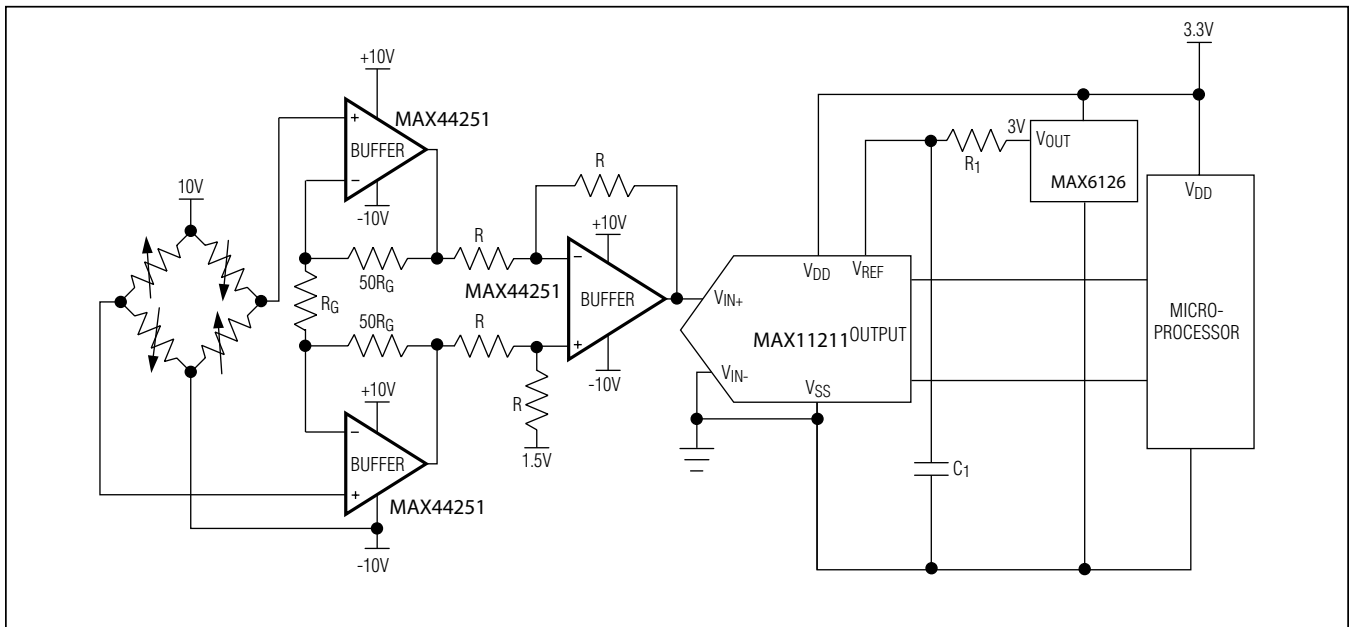 3.3V
+10V
MAX44251
3V
VOUT
R1
R
BUFFER
MAX6126
VDD
10V
-10V
+10V
R
50RG
MAX44251
VDD
VREF
RG
BUFFER
VIN+
MICRO-
PROCESSOR
50RG
R
MAX11211
OUTPUT
+10V
-10V
VIN-
VSS
R
BUFFER
1.5V
C1
MAX44251
-10V